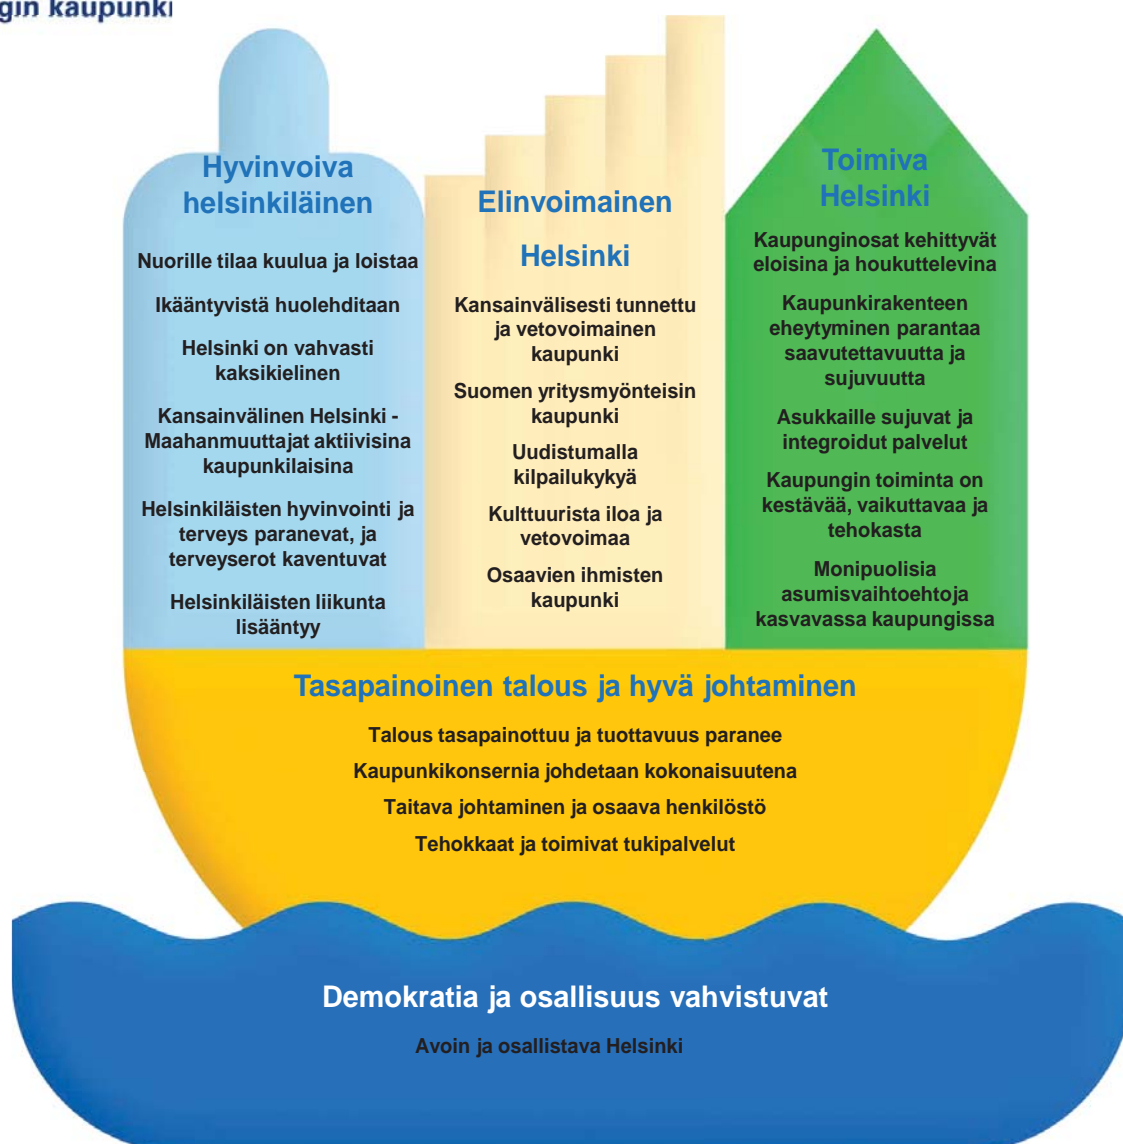 gin kaupunki
Hyvinvoiva
helsinkiläinen
Nuorille tilaa kuulua ja loistaa
Ikääntyvistä huolehditaan
Helsinki on vahvasti
kaksikielinen
Kansainvälinen Helsinki -
Maahanmuuttajat aktiivisina
kaupunkilaisina
Helsinkiläisten hyvinvointi ja
terveys paranevat, ja
terveyserot kaventuvat
Helsinkiläisten liikunta
lisääntyy
Elinvoimainen
Helsinki
Kansainvälisesti tunnettu
ja vetovoimainen
kaupunki
Suomen yritysmyönteisin
kaupunki
Uudistumalla
kilpailukykyä
Kulttuurista iloa ja
vetovoimaa
Osaavien ihmisten
kaupunki
Toimiva
Helsinki
Kaupunginosat kehittyvät
eloisina ja houkuttelevina
Kaupunkirakenteen
eheytyminen parantaa
saavutettavuutta ja
sujuvuutta
Asukkaille sujuvat ja
integroidut palvelut
Kaupungin toiminta on
kestävää, vaikuttavaa ja
tehokasta
Monipuolisia
asumisvaihtoehtoja
kasvavassa kaupungissa
Tasapainoinen talous ja hyvä johtaminen
Talous tasapainottuu ja tuottavuus paranee
Kaupunkikonsernia johdetaan kokonaisuutena
Taitava johtaminen ja osaava henkilöstö
Tehokkaat ja toimivat tukipalvelut
Demokratia ja osallisuus vahvistuvat
Avoin ja osallistava Helsinki